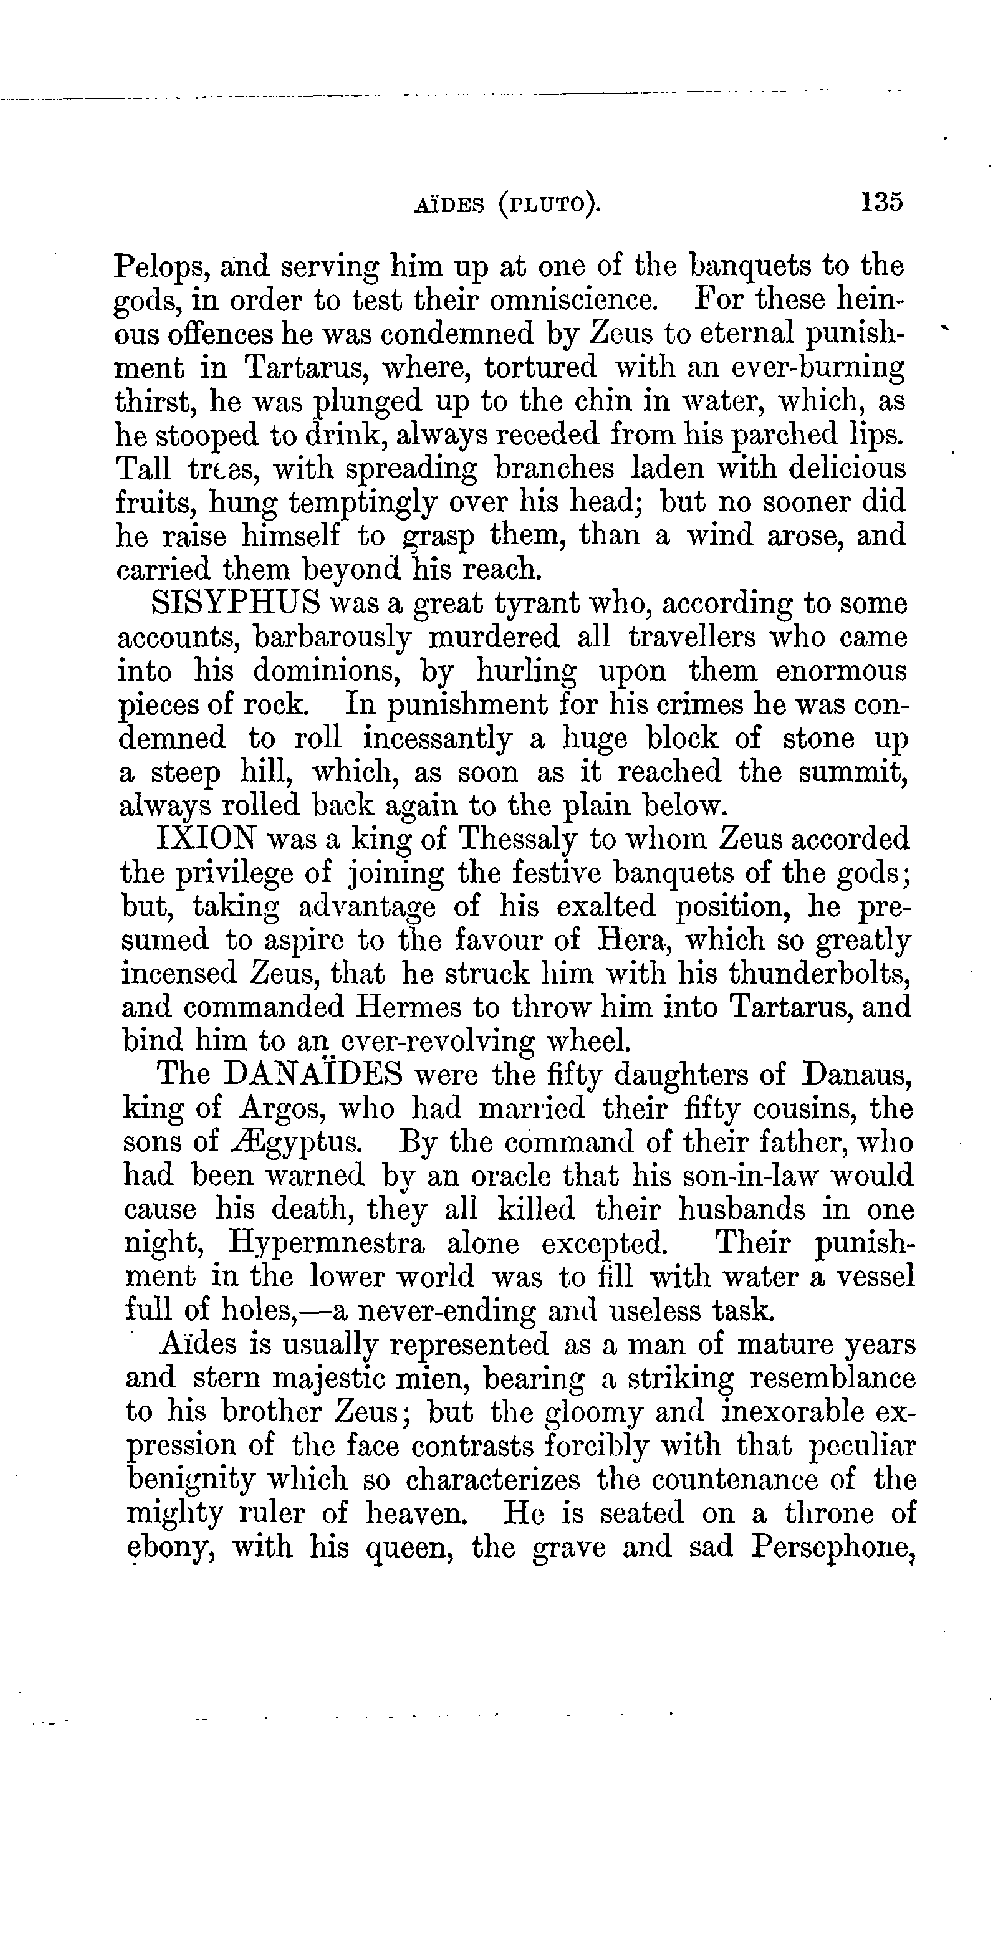 AÏDES (PLUTO). 135
Pelops, and serving him up at one of the banquets to the
gods, in order to test their omniscience. For these hein-
ous offences he was condemned by Zeus to eternal punish-
ment in Tartarus, where, tortured with an ever-burning
thirst, he was plunged up to the chin in water, which, as
he stooped to drink, always receded from his parched lips.
Tall trees, with spreading branches laden with delicious
fruits, hung temptingly over his head; but no sooner did
he raise himself to grasp them, than a wind arose, and
carried them beyond his reach.
SISYPHUS was a great tyrant who, according to some
accounts, barbarously murdered all travellers who came
into his dominions, by hurling upon them enormous
pieces of rock. In punishment for his crimes he was con-
demned to roll incessantly a huge block of stone up
a steep hill, which, as soon as it reached the summit,
always rolled back again to the plain below.
IXION was a king of Thessaly to whom Zeus accorded
the privilege of joining the festive banquets of the gods;
but, taking advantage of his exalted position, he pre-
sumed to aspire to the favour of Hera, which so greatly
incensed Zeus, that he struck him with his thunderbolts,
and commanded Hermes to throw him into Tartarus, and
bind him to an ever-revolving wheel.
The DANAÏDES were the fifty daughters of Danaus,
king of Argos, who had married their fifty cousins, the
sons of Ægyptus. By the command of their father, who
had been warned by an oracle that his son-in-law would
cause his death, they all killed their husbands in one
night, Hypermnestra alone excepted. Their punish-
ment in the lower world was to fill with water a vessel
full of holes,—a never-ending and useless task.
Aïdes is usually represented as a man of mature years
and stern majestic mien, bearing a striking resemblance
to his brother Zeus; but the gloomy and inexorable ex-
pression of the face contrasts forcibly with that peculiar
benignity which so characterizes the countenance of the
mighty ruler of heaven. He is seated on a throne of
ebony, with his queen, the grave and sad Persephone,